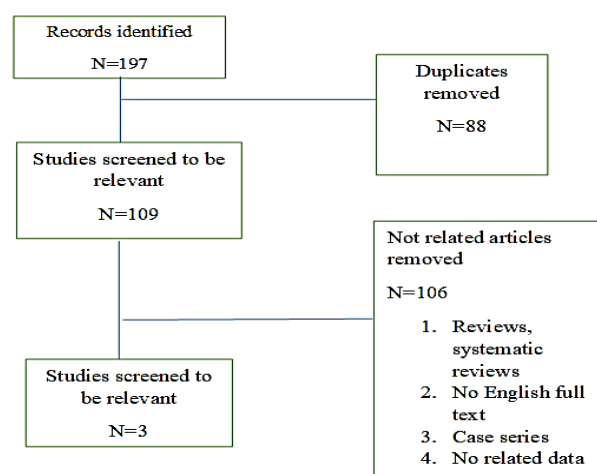 Records identified
N=197
Duplicates
removed
N=88
Studies screened to be
relevant
N=109
Not related articles
removed
N=106
1. Reviews,
systematic
reviews
2. No English full
text
3. Case series
4. No related data
Studies screened to
be relevant
N=3